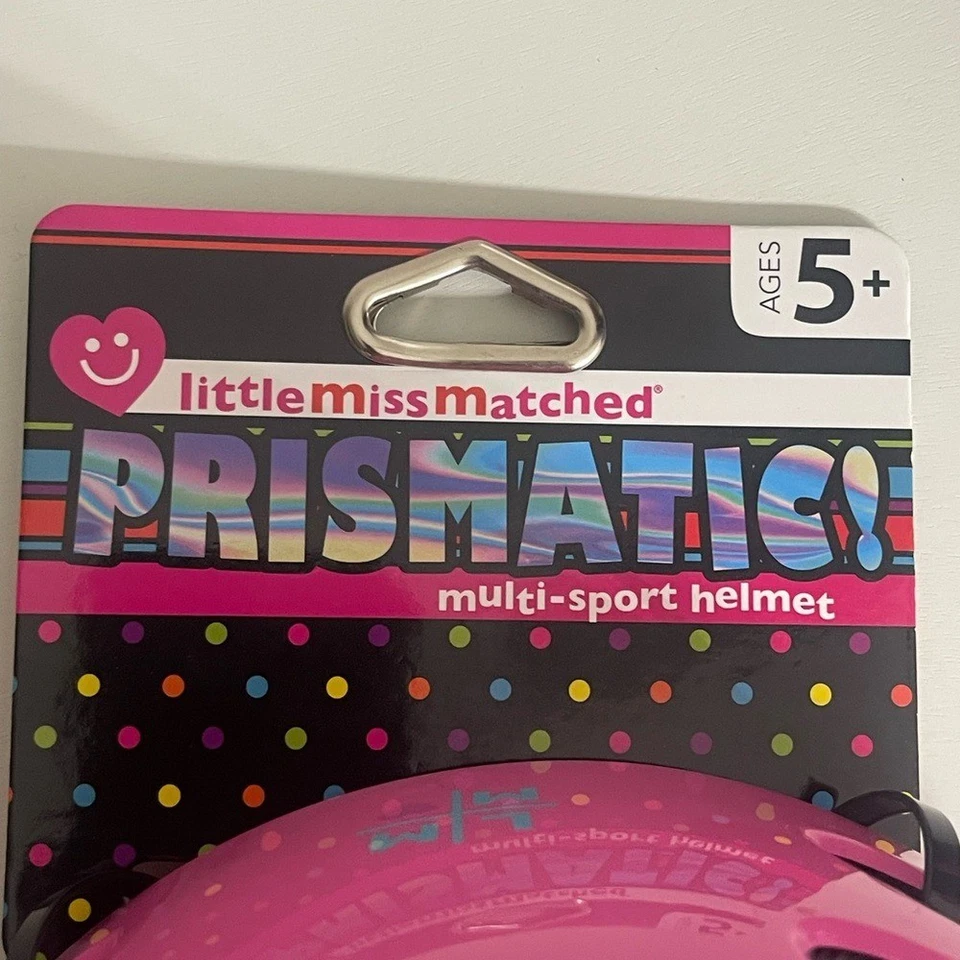 AGES 5+
littlemissmatched®
PRISMATIC!
multi-sport helmet